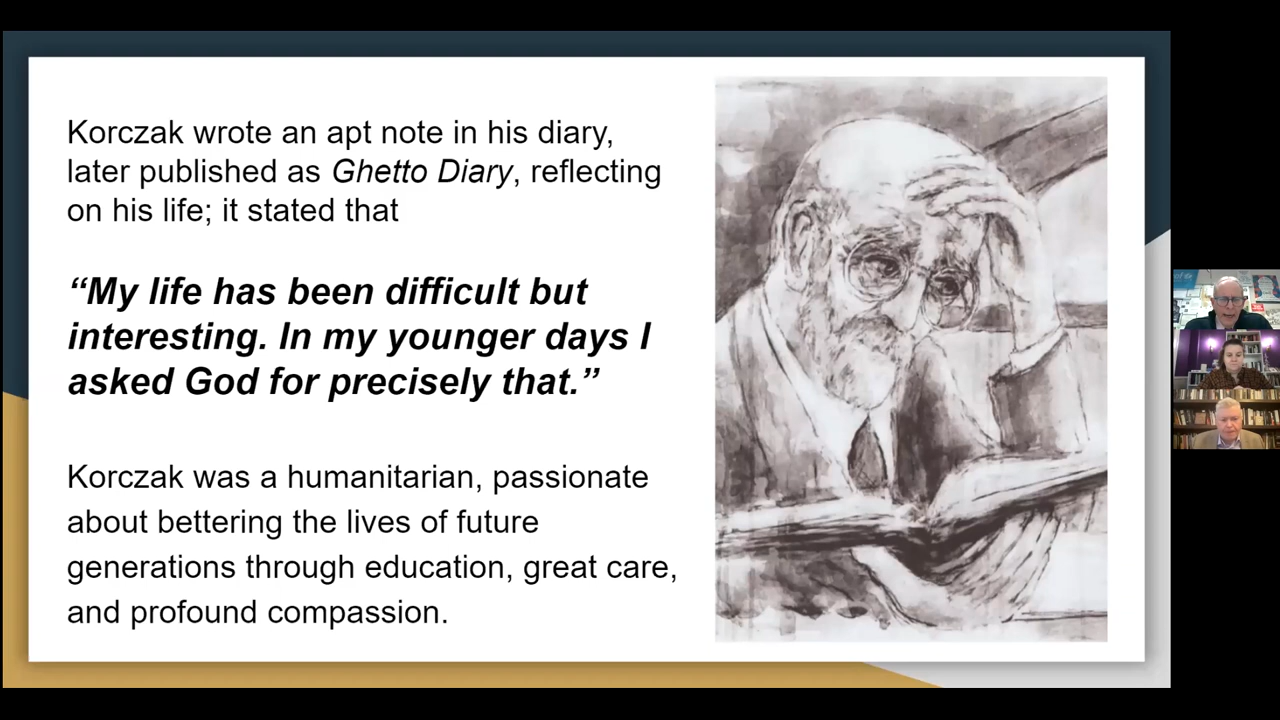 Korczak wrote an apt note in his diary,
later published as Ghetto Diary, reflecting
on his life; it stated that
“My life has been difficult but
interesting. In my younger days I
asked God for precisely that.”
Korczak was a humanitarian, passionate
about bettering the lives of future
generations through education, great care,
and profound compassion.